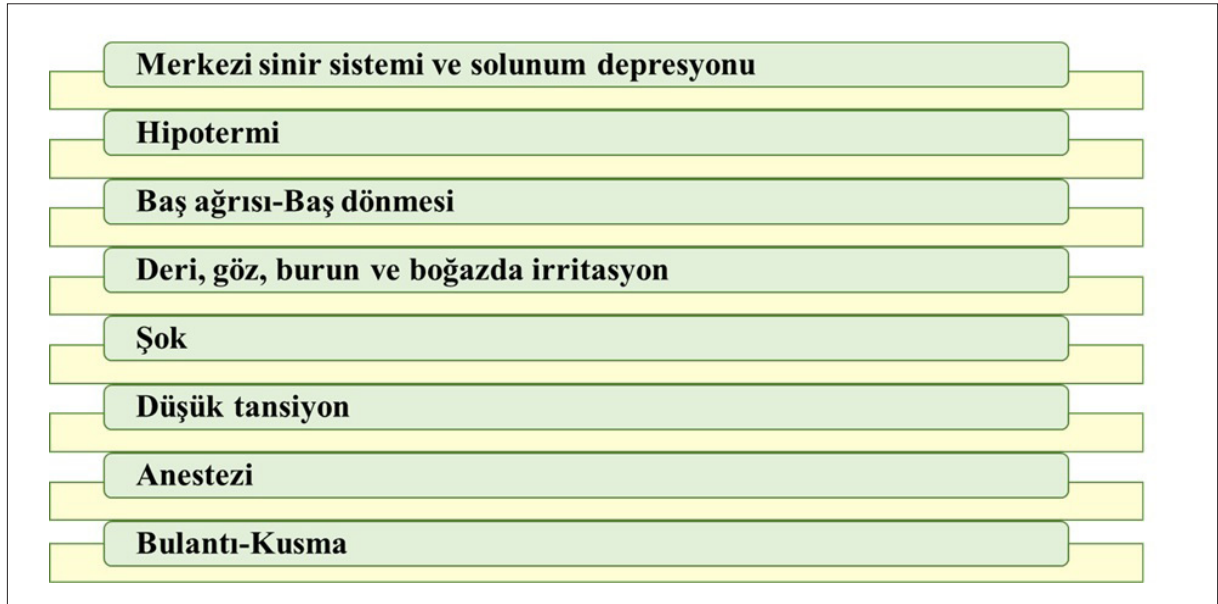 Merkezi sinir sistemi ve solunum depresyonu
Hipotermi
Baş ağrısı-Baş dönmesi
Deri, göz, burun ve boğazda irritasyon
Şok
Düşük tansiyon
Anestezi
Bulantı-Kusma